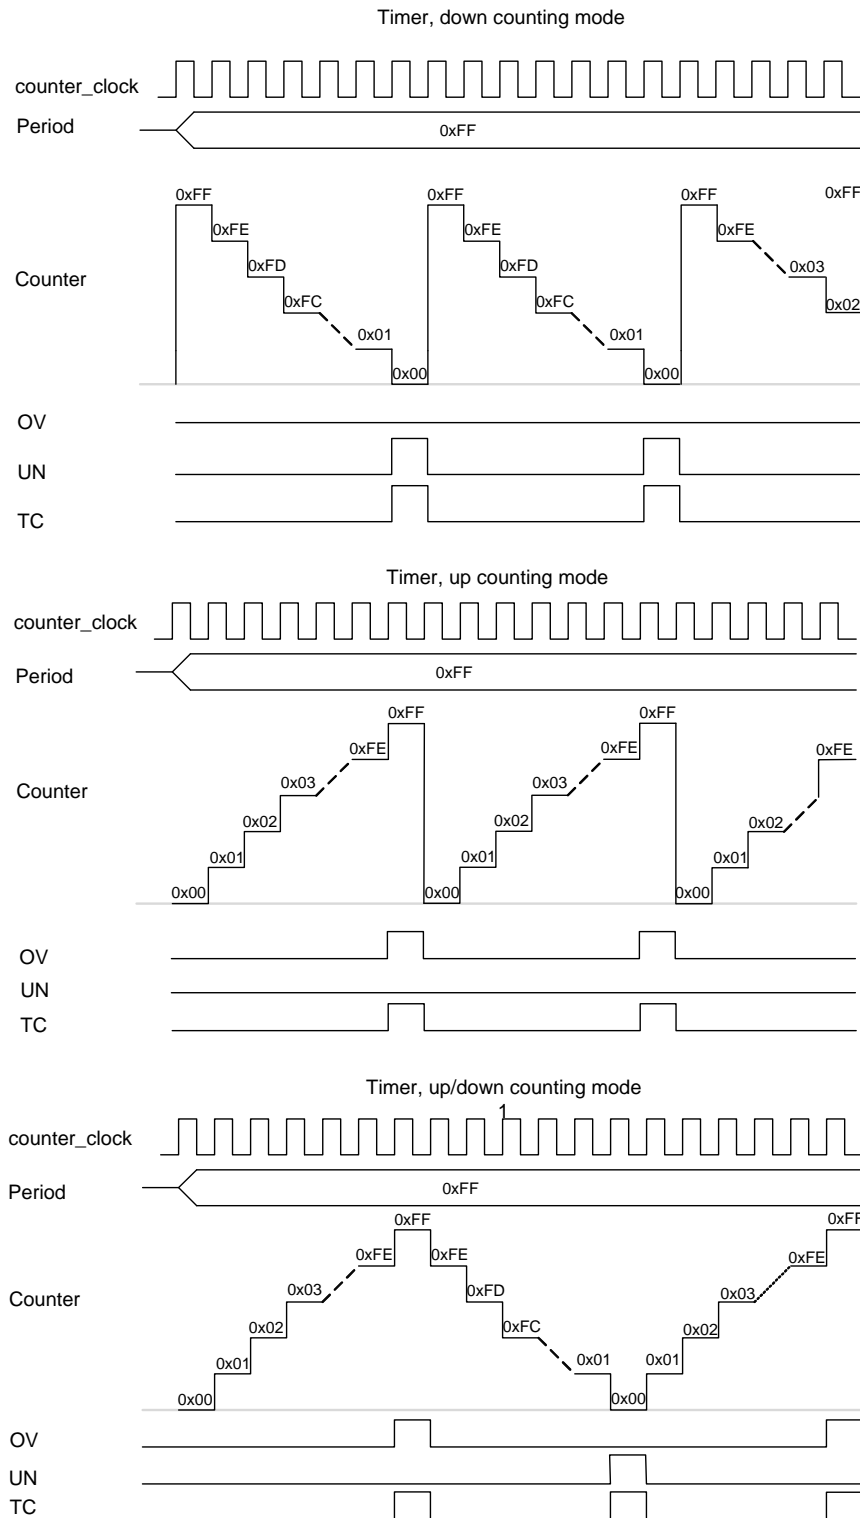 Timer, down counting mode
counter_clock
Period
0xFF
0xFF 0xFF 0xFF 0xFF
0xFE 0xFE 0xFE
0xFD 0xFD 0x03
Counter
0xFC 0xFC 0x02
0x01 0x01
0x00 0x00
OV
UN
TC
Timer, up counting mode
counter_clock
Period
0xFF
0xFF 0xFF
0xFE 0xFE 0xFE
Counter
0x03 0x03
0x02 0x02 0x02
0x01 0x01 0x01
0x00 0x00 0x00
OV
UN
TC
Timer, up/down counting mode
1
counter_clock
Period
0xFF
0xFF 0xFF
0xFE 0xFE 0xFE
Counter
0x03 0xFD 0x03
0x02 0xFC 0x02
0x01 0x01 0x01
0x00 0x00
OV
UN
TC